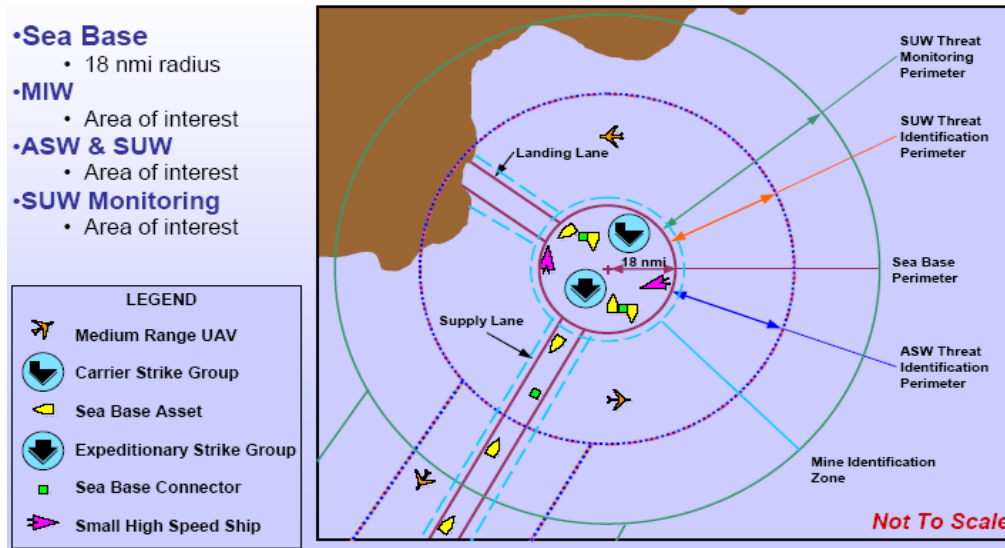 •Sea Base
• 18 nmi radius
•MIW
• Area of interest
•ASW & SUW
• Area of interest
•SUW Monitoring
• Area of interest
LEGEND
Medium Range UAV
Carrier Strike Group
Sea Base Asset
Expeditionary Strike Group
Sea Base Connector
Small High Speed Ship
Landing Lane
18 nmi
Supply Lane
SUW Threat
Monitoring
Perimeter
SUW Threat
Identification
Perimeter
Sea Base
Perimeter
ASW Threat
Identification
Perimeter
Mine Identification
Zone
Not To Scale